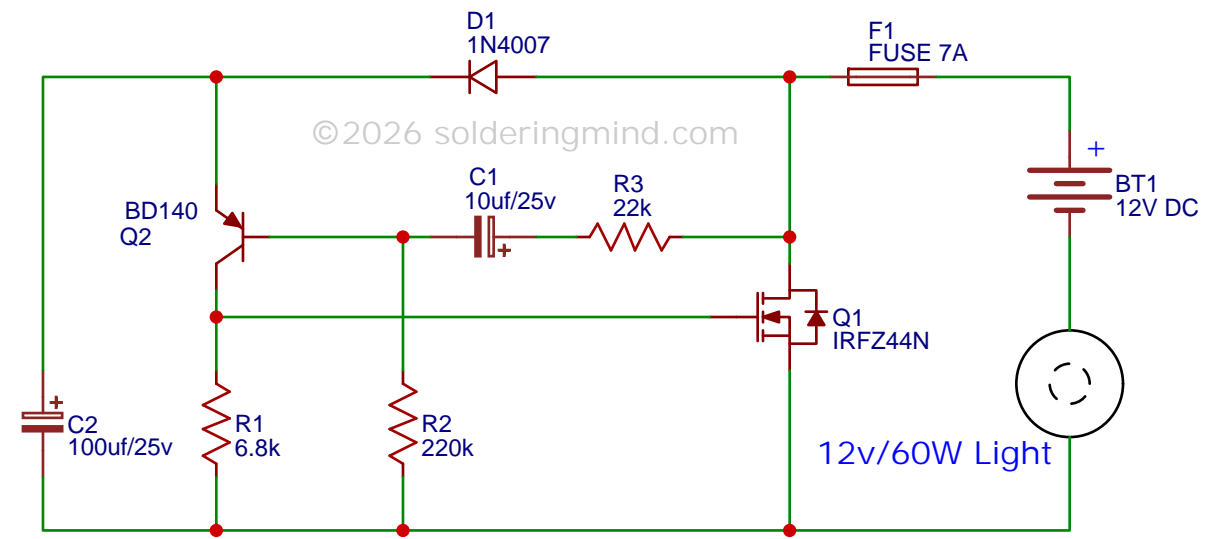 D1
1N4007
F1
FUSE 7A
©2026 solderingmind.com
+
BT1
12V DC
C1
10uf/25v
+
R3
22k
BD140
Q2
Q1
IRFZ44N
+
C2
100uf/25v
R1
6.8k
R2
220k
12v/60W Light